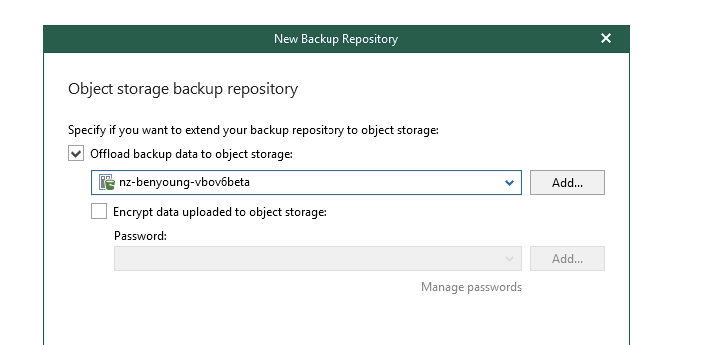 New Backup Repository
Object storage backup repository
Specify if you want to extend your backup repository to object storage:
Offload backup data to object storage:
nz-benyoung-vbov6beta
Add...
Encrypt data uploaded to object storage:
Password:
Add...
Manage passwords